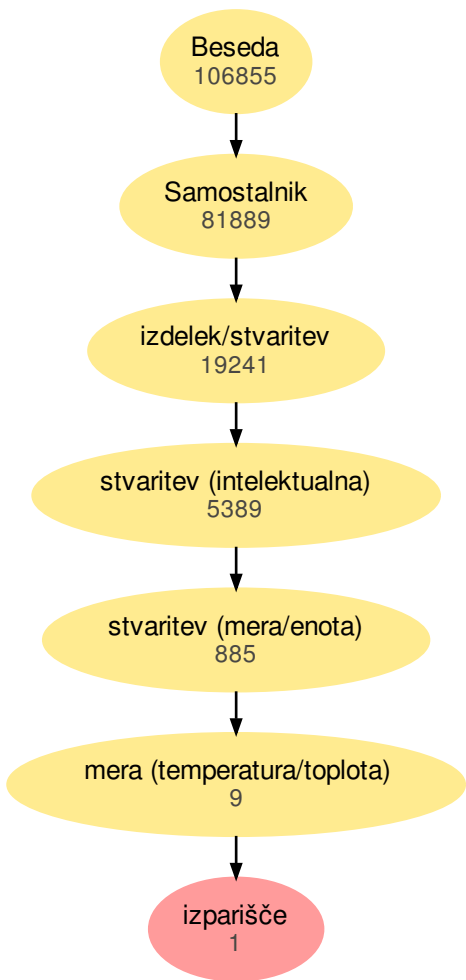 Beseda
106855
Samostalnik
81889
izdelek/stvaritev
19241
stvaritev (intelektualna)
5389
stvaritev (mera/enota)
885
mera (temperatura/toplota)
9
izparišče
1